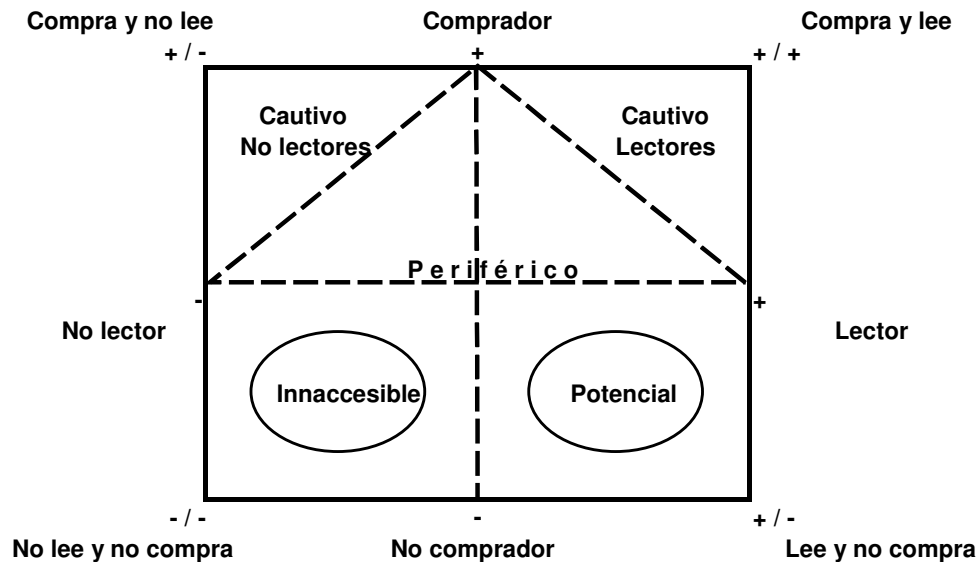 Compra y no lee
Comprador
Compra y lee
+ / -
+
+ / +
Cautivo
No lectores
Cautivo
Lectores
Periférico
-
+
No lector
Lector
Innaccesible
Potencial
- / -
-
+ / -
No lee y no compra
No comprador
Lee y no compra